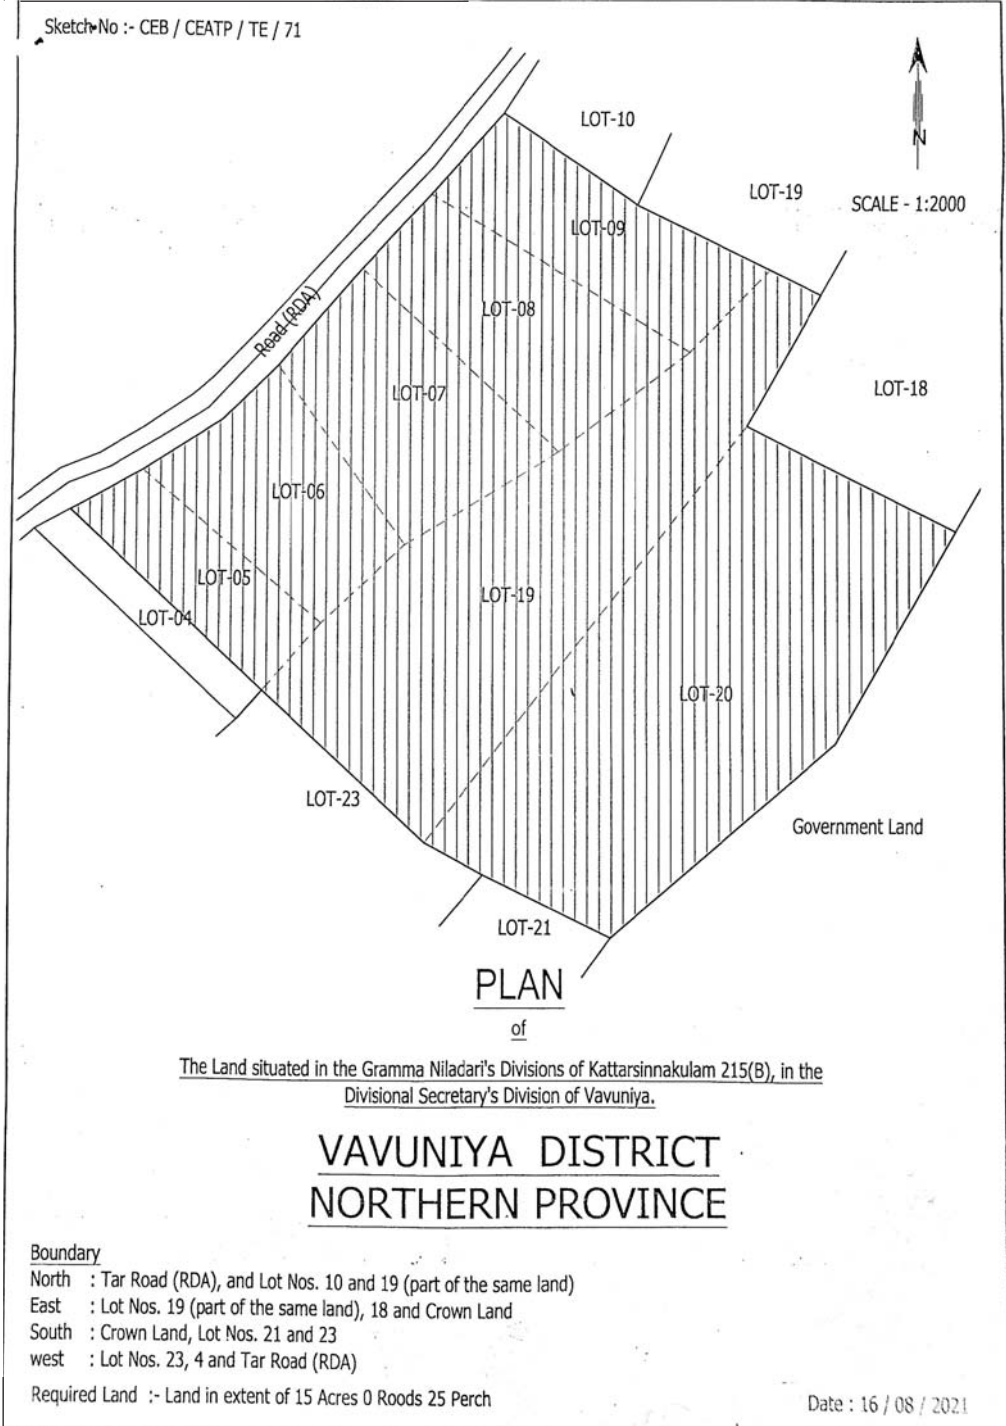 Sketch No :- CEB / CEATP / TE / 71
LOT-10
N
LOT-19
SCALE - 1:2000
LOT-09
LOT-08
Road (RDA)
LOT-07
LOT-18
LOT-06
LOT-05
LOT-19
LOT-04
LOT-20
LOT-23
Government Land
LOT-21
PLAN
of
The Land situated in the Gramma Niladari's Divisions of Kattarsinnakulam 215(B), in the
Divisional Secretary's Division of Vavuniya.
VAVUNIYA DISTRICT
NORTHERN PROVINCE
Boundary
North : Tar Road (RDA), and Lot Nos. 10 and 19 (part of the same land)
East : Lot Nos. 19 (part of the same land), 18 and Crown Land
South : Crown Land, Lot Nos. 21 and 23
west : Lot Nos. 23, 4 and Tar Road (RDA)
Required Land :- Land in extent of 15 Acres 0 Roods 25 Perch
Date : 16 / 08 / 2021